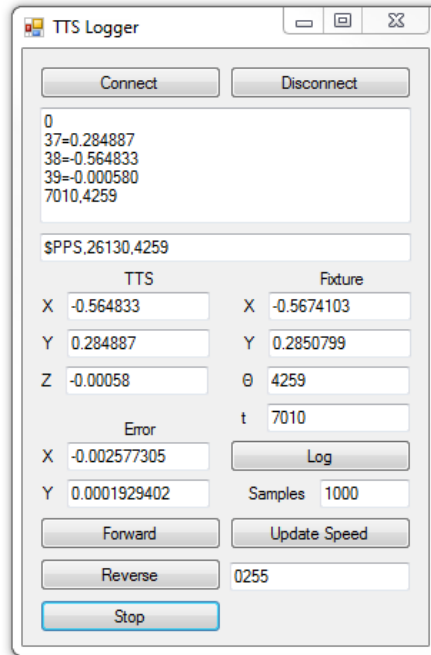 TTS Logger
Connect Disconnect
0
37=0.284887
38=-0.564833
39=-0.000580
7010,4259
$PPS,26130,4259
TTS Fixture
X -0.564833 X -0.5674103
Y 0.284887 Y 0.2850799
Z -0.00058 Θ 4259
t 7010
Error
X -0.002577305 Log
Y 0.0001929402 Samples 1000
Forward Update Speed
Reverse 0255
Stop